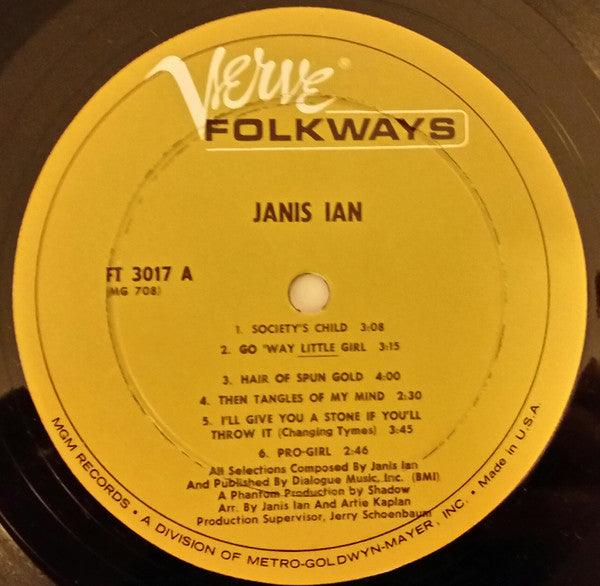 Verve
FOLKWAYS
JANIS IAN
FT 3017 A
(MG 708)
1. SOCIETY'S CHILD 3:08
2. GO 'WAY LITTLE GIRL 3:15
3. HAIR OF SPUN GOLD 4:00
4. THEN TANGLES OF MY MIND 2:30
5. I'LL GIVE YOU A STONE IF YOU'LL
THROW IT (Changing Tymes) 3:45
6. PRO-GIRL 2:46
All Selections Composed By Janis Ian
And Published By Dialogue Music, Inc. (BMI)
A Phantom Production by Shadow
Arr. By Janis Ian and Artie Kaplan
Production Supervisor, Jerry Schoenbaum
MGM RECORDS • A DIVISION OF METRO-GOLDWYN-MAYER, INC. • Made in U.S.A.